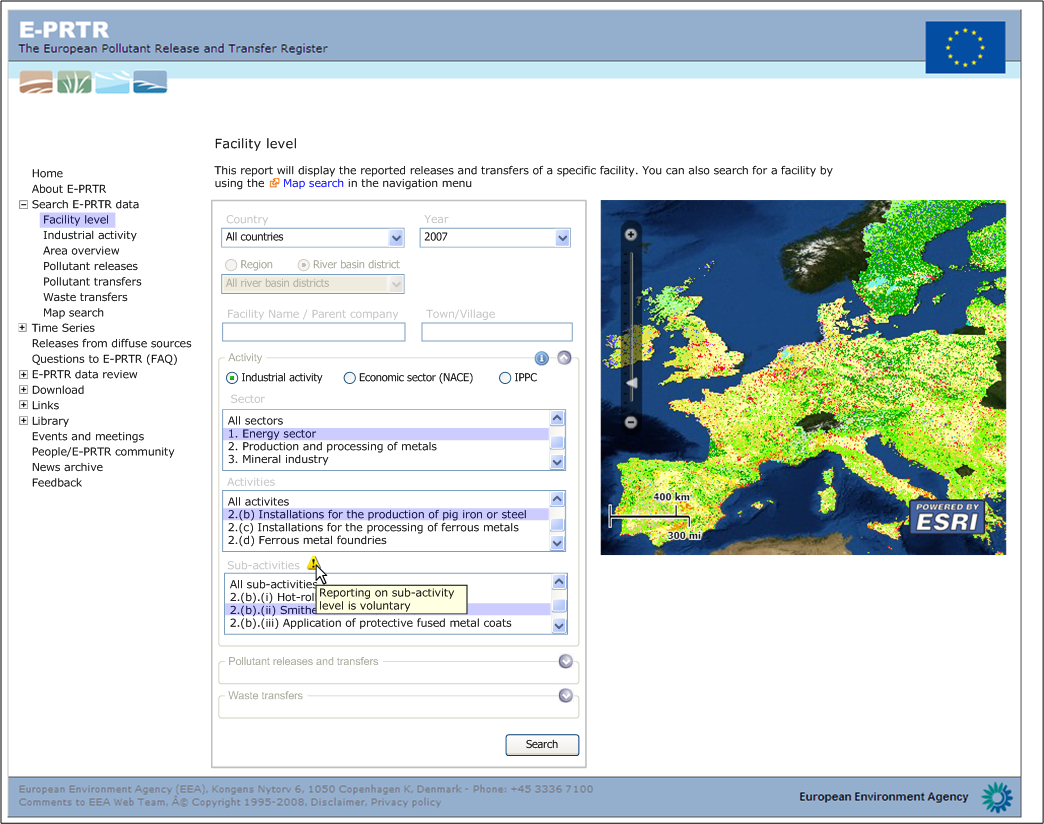 E-PRTR
The European Pollutant Release and Transfer Register
Facility level
This report will display the reported releases and transfers of a specific facility. You can also search for a facility by
using the Map search in the navigation menu
Home
About E-PRTR
Search E-PRTR data
Facility level
Industrial activity
Area overview
Pollutant releases
Pollutant transfers
Waste transfers
Map search
Time Series
Releases from diffuse sources
Questions to E-PRTR (FAQ)
E-PRTR data review
Download
Links
Library
Events and meetings
People/E-PRTR community
News archive
Feedback
Country Year
All countries 2007
Region River basin district
All river basin districts
Facility Name / Parent company Town/Village
Activity
Industrial activity Economic sector (NACE) IPPC
Sector
All sectors
1. Energy sector
2. Production and processing of metals
3. Mineral industry
Activities
All activites
2.(b) Installations for the production of pig iron or steel
2.(c) Installations for the processing of ferrous metals
2.(d) Ferrous metal foundries
Sub-activities
All sub-activities
2.(b).(i) Hot-rol
2.(b).(ii) Smithe
2.(b).(iii) Application of protective fused metal coats
Reporting on sub-activity
level is voluntary
Pollutant releases and transfers
Waste transfers
Search
400 km
300 mi
POWERED BY
ESRI
European Environment Agency (EEA), Kongens Nytorv 6, 1050 Copenhagen K, Denmark - Phone: +45 3336 7100
Comments to EEA Web Team, Â© Copyright 1995-2008. Disclaimer. Privacy policy
European Environment Agency